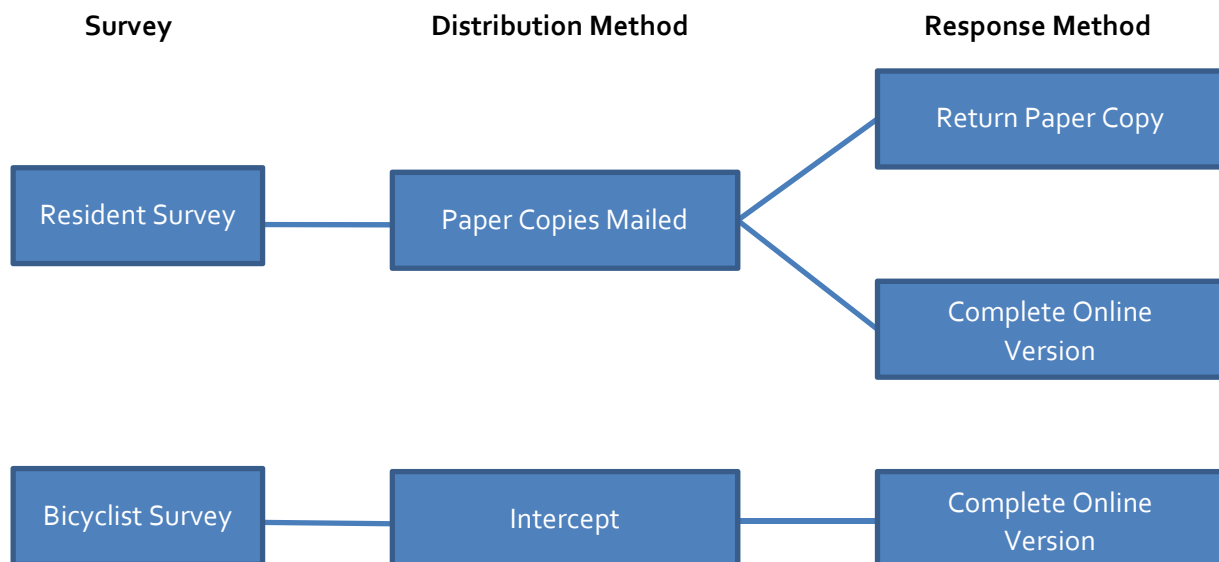 Survey
Distribution Method
Response Method
Return Paper Copy
Resident Survey
Paper Copies Mailed
Complete Online
Version
Bicyclist Survey
Intercept
Complete Online
Version